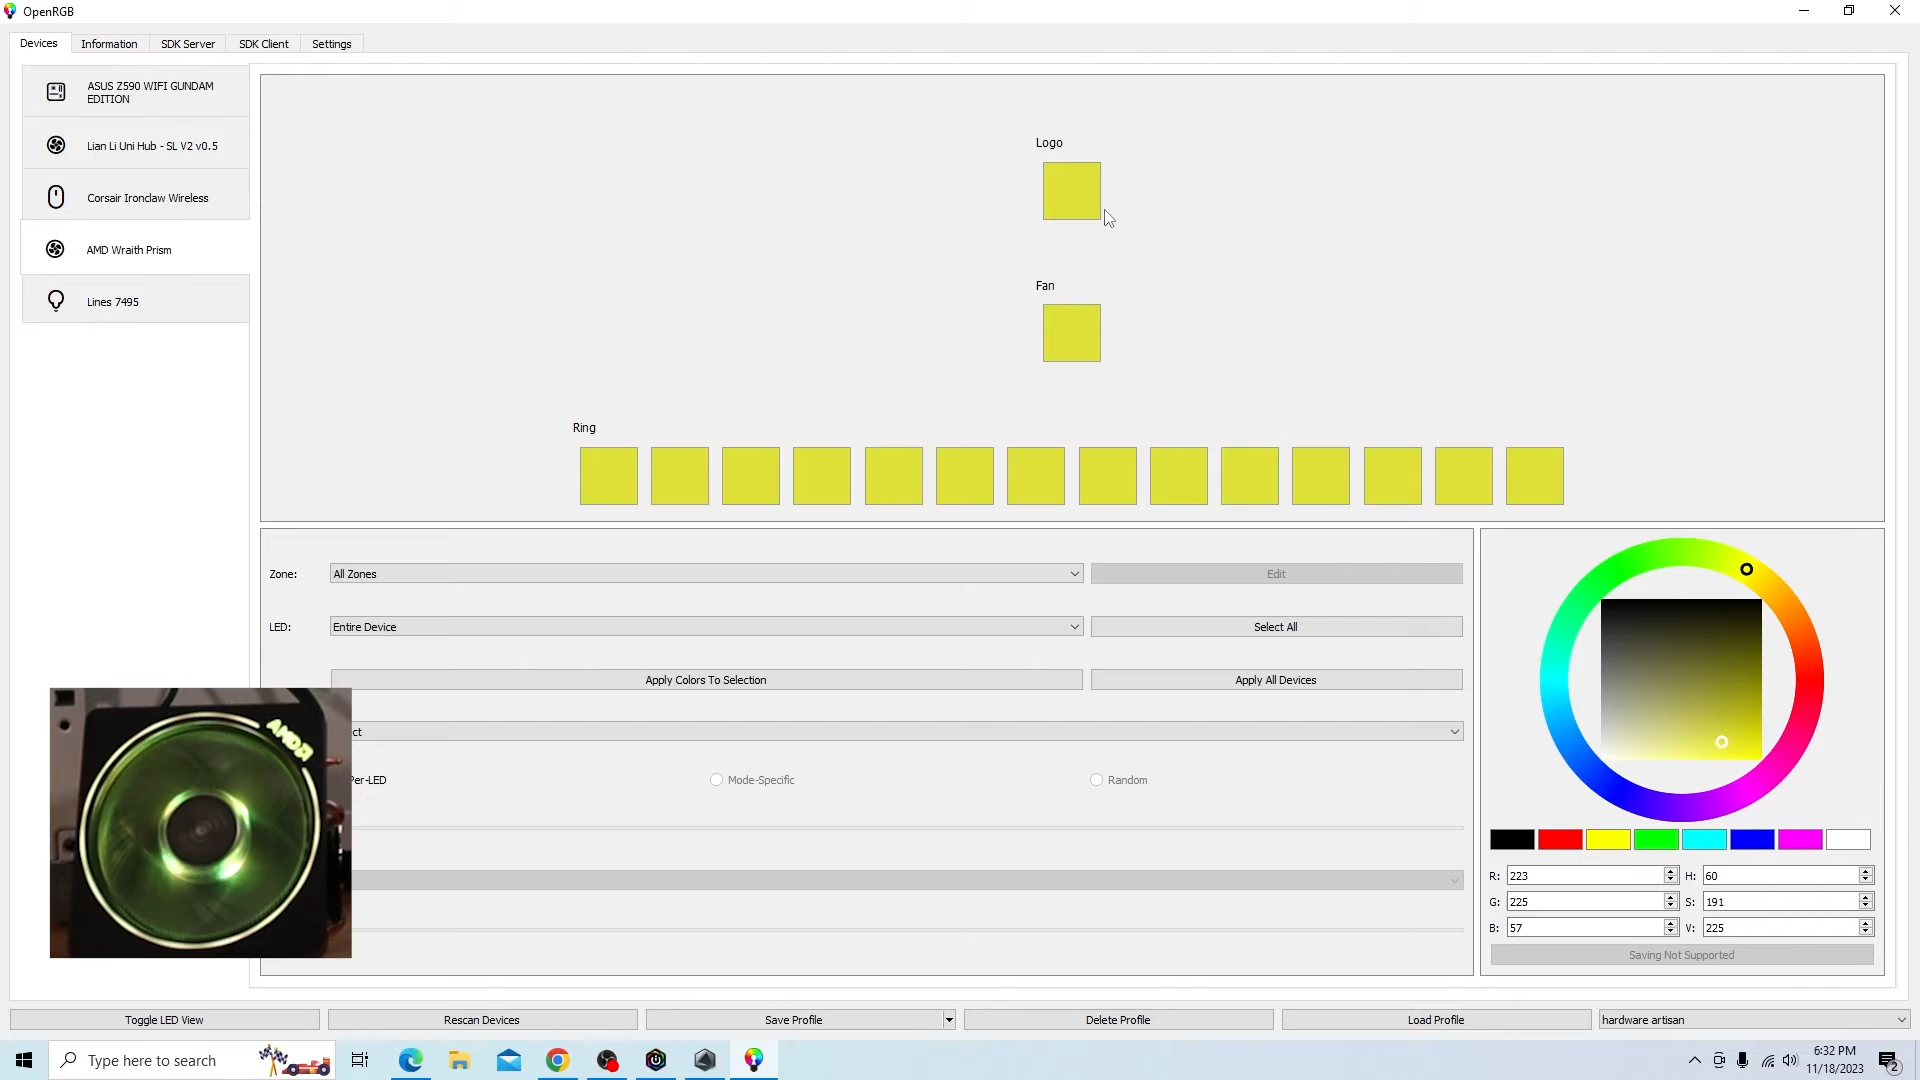 OpenRGB
Devices
Information
SDK Server
SDK Client
Settings
ASUS Z590 WIFI GUNDAM
EDITION
Lian Li Uni Hub - SL V2 v0.5
Corsair Ironclaw Wireless
AMD Wraith Prism
Lines 7495
Logo
Fan
Ring
Zone:
All Zones
Edit
LED:
Entire Device
Select All
Apply Colors To Selection
Apply All Devices
ct
Per-LED
Mode-Specific
Random
AMD
R:
223
H:
60
G:
225
S:
191
B:
57
V:
225
Saving Not Supported
Toggle LED View
Rescan Devices
Save Profile
Delete Profile
Load Profile
hardware artisan
Type here to search
6:32 PM
11/18/2023
2